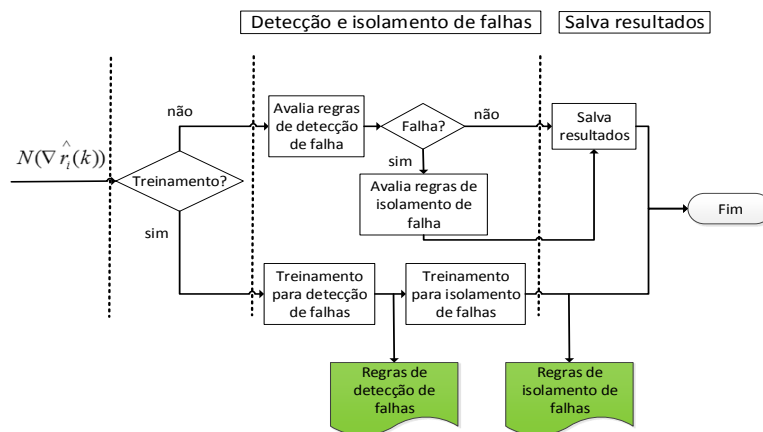 Detecção e isolamento de falhas
Salva resultados
não
Avalia regras
de detecção
de falha
Falha?
não
Salva
resultados
N(∇ r̂ᵢ(k))
Treinamento?
sim
Avalia regras de
isolamento de
falha
Fim
sim
Treinamento
para detecção
de falhas
Treinamento
para isolamento
de falhas
Regras de
detecção de
falhas
Regras de
isolamento de
falhas